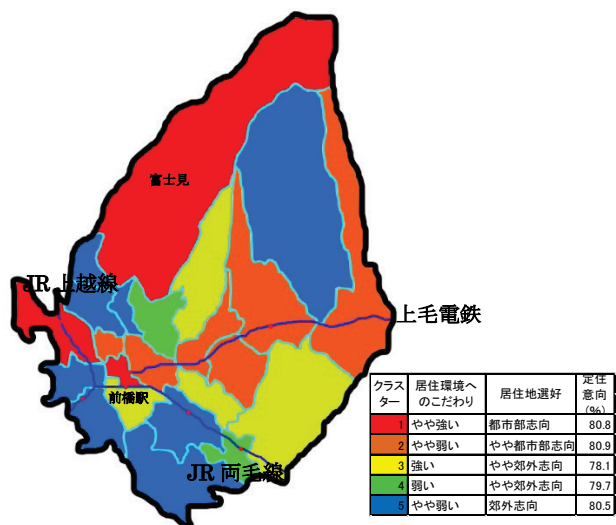 富士見
JR 上越線
上毛電鉄
前橋駅
JR 両毛線
クラスター 居住環境へのこだわり 居住地選好 定住意向(%)
1 やや強い 都市部志向 80.8
2 やや弱い やや都市部志向 80.9
3 強い やや郊外志向 78.1
4 弱い やや郊外志向 79.7
5 やや弱い 郊外志向 80.5